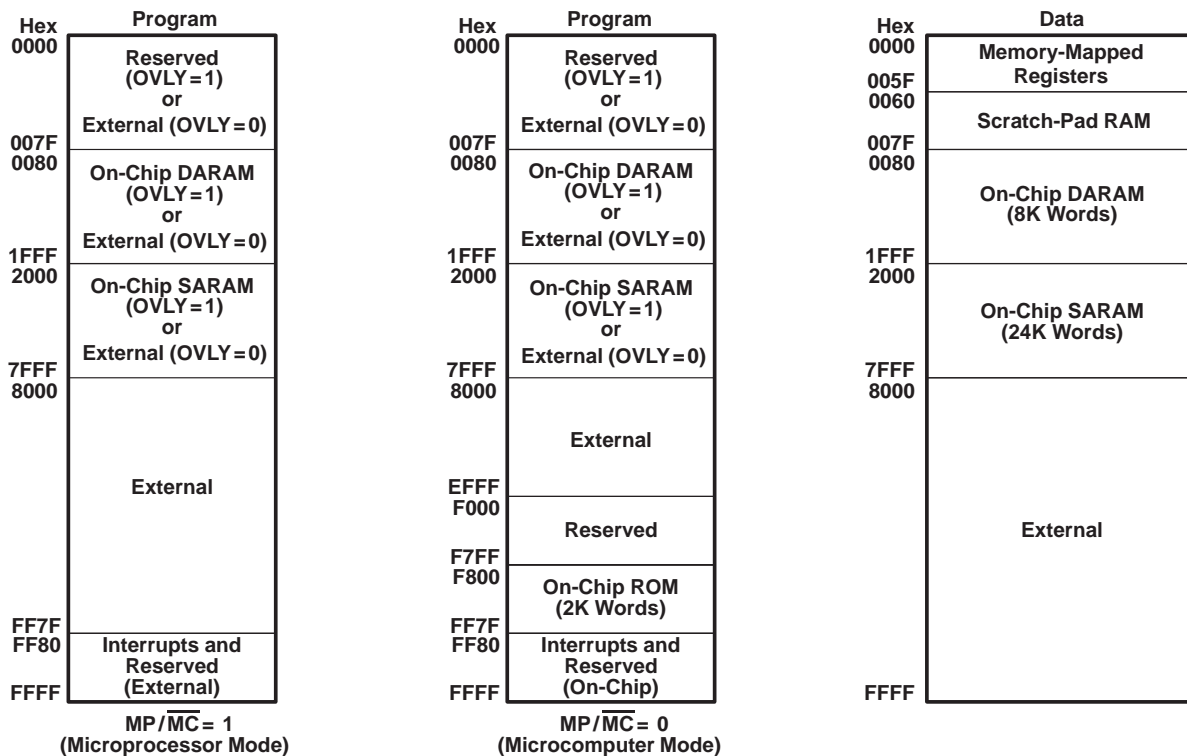 Hex
Program
0000
Reserved
(OVLY=1)
or
External (OVLY=0)
007F
0080
On-Chip DARAM
(OVLY=1)
or
External (OVLY=0)
1FFF
2000
On-Chip SARAM
(OVLY=1)
or
External (OVLY=0)
7FFF
8000
External
FF7F
FF80
Interrupts and
Reserved
(External)
FFFF
MP/MC= 1
(Microprocessor Mode)
Hex
Program
0000
Reserved
(OVLY=1)
or
External (OVLY=0)
007F
0080
On-Chip DARAM
(OVLY=1)
or
External (OVLY=0)
1FFF
2000
On-Chip SARAM
(OVLY=1)
or
External (OVLY=0)
7FFF
8000
External
EFFF
F000
Reserved
F7FF
F800
On-Chip ROM
(2K Words)
FF7F
FF80
Interrupts and
Reserved
(On-Chip)
FFFF
MP/MC= 0
(Microcomputer Mode)
Hex
Data
0000
Memory-Mapped
Registers
005F
0060
Scratch-Pad RAM
007F
0080
On-Chip DARAM
(8K Words)
1FFF
2000
On-Chip SARAM
(24K Words)
7FFF
8000
External
FFFF